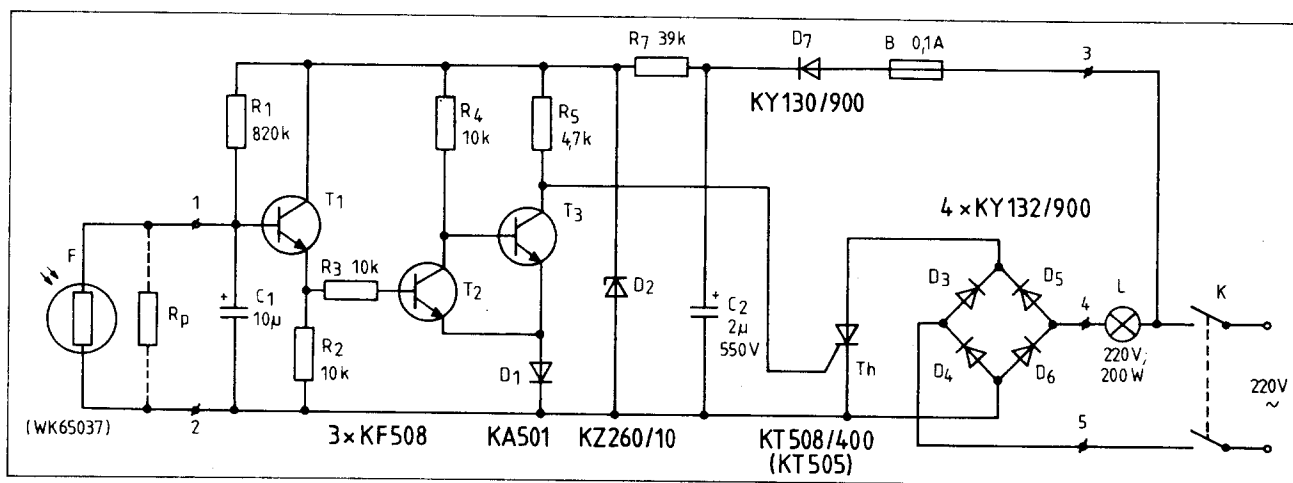 R7 39k
D7
B 0,1A
3
KY130/900
R1
820k
R4
10k
R5
4,7k
1
T1
T3
4×KY132/900
F
R3 10k
T2
D2
D3
D5
L
K
Rp
+
C1
10μ
+
C2
2μ
550V
4
R2
10k
D1
Th
D4
D6
220V,
200W
220V
~
(WK65037)
2
3×KF508
KA501
KZ260/10
KT508/400
(KT505)
5